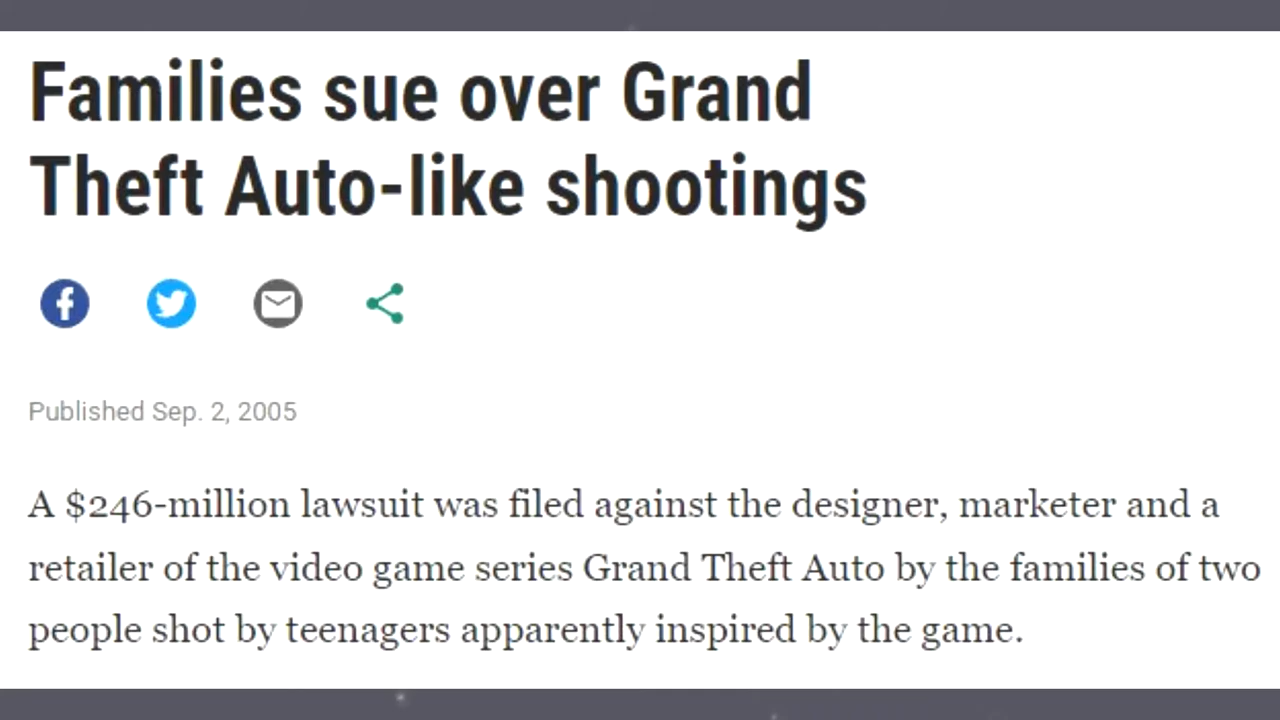 Families sue over Grand
Theft Auto-like shootings
Published Sep. 2, 2005
A $246-million lawsuit was filed against the designer, marketer and a
retailer of the video game series Grand Theft Auto by the families of two
people shot by teenagers apparently inspired by the game.